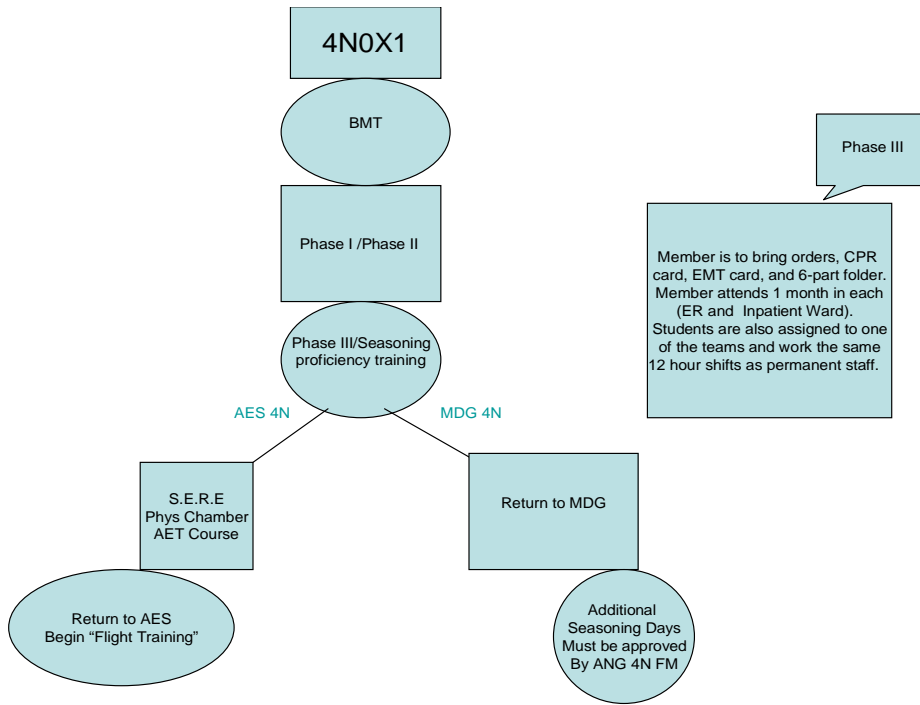 4N0X1
BMT
Phase I /Phase II
Phase III/Seasoning
proficiency training
AES 4N
MDG 4N
S.E.R.E
Phys Chamber
AET Course
Return to MDG
Return to AES
Begin “Flight Training”
Additional
Seasoning Days
Must be approved
By ANG 4N FM
Phase III
Member is to bring orders, CPR
card, EMT card, and 6-part folder.
Member attends 1 month in each
(ER and Inpatient Ward).
Students are also assigned to one
of the teams and work the same
12 hour shifts as permanent staff.